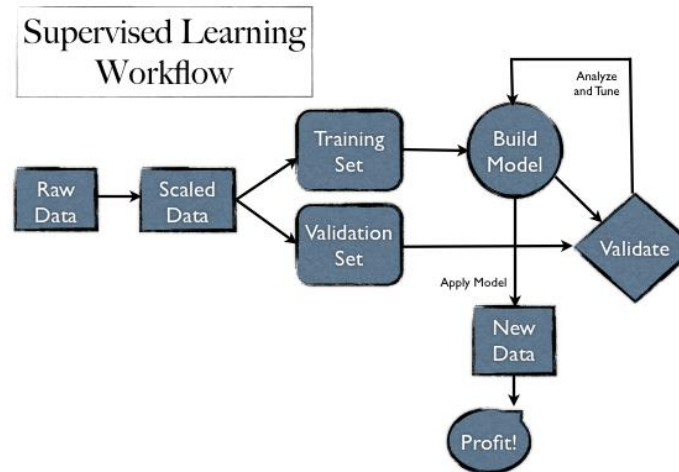 Supervised Learning
Workflow
Analyze
and Tune
Training
Set
Build
Model
Raw
Data
Scaled
Data
Validation
Set
Validate
Apply Model
New
Data
Profit!